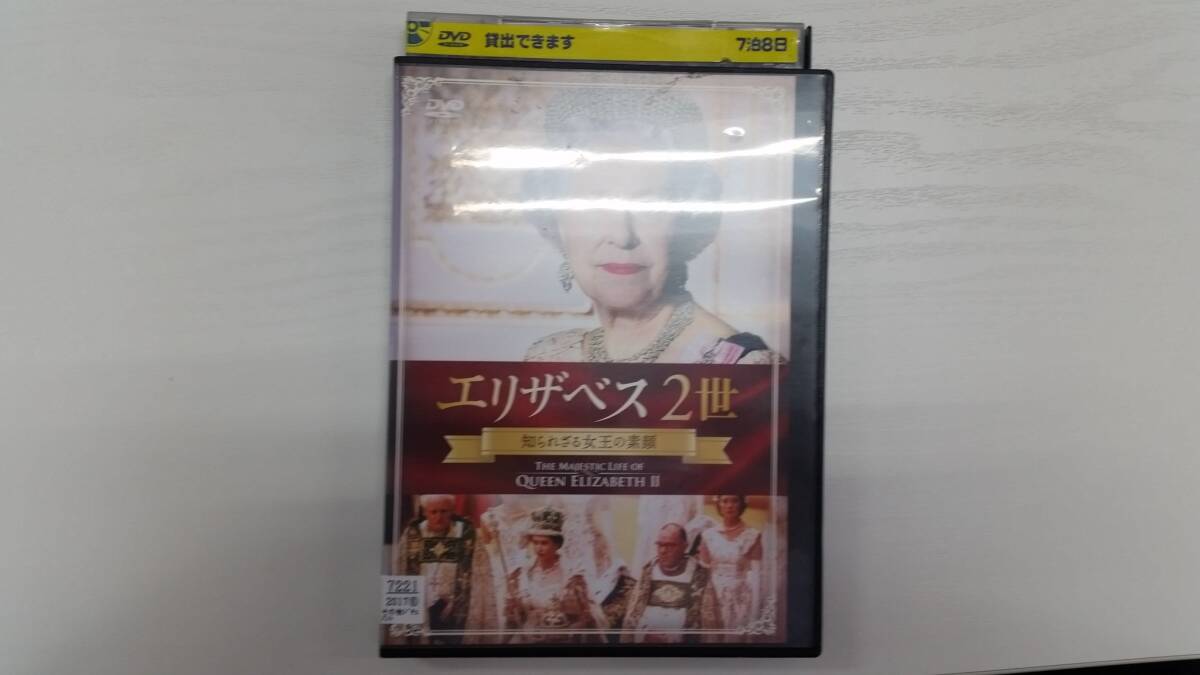 DVD 貸出できます 7泊8日
DVD
エリザベス 2世
知られざる女王の素顔
THE MAJESTIC LIFE OF
QUEEN ELIZABETH II
7221
2017⑩